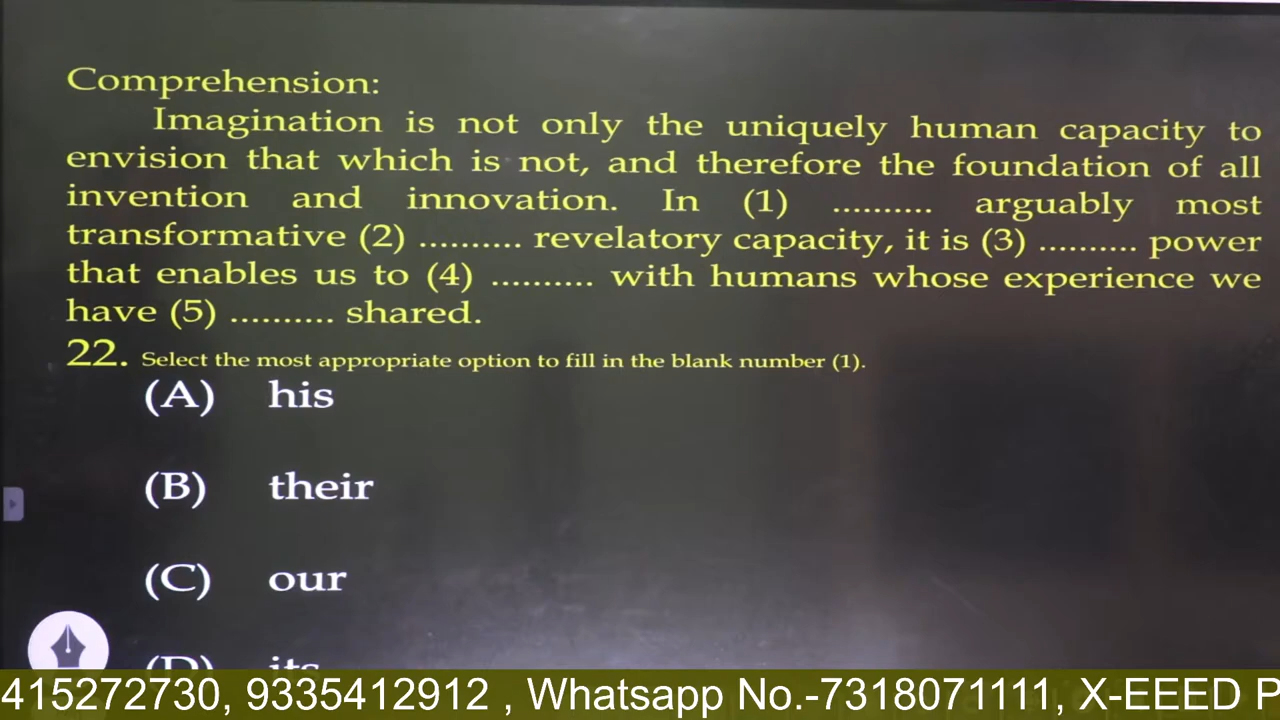 Comprehension:
Imagination is not only the uniquely human capacity to
envision that which is not, and therefore the foundation of all
invention and innovation. In (1) .......... arguably most
transformative (2) .......... revelatory capacity, it is (3) .......... power
that enables us to (4) .......... with humans whose experience we
have (5) .......... shared.
22. Select the most appropriate option to fill in the blank number (1).
(A) his
(B) their
(C) our
(D) its
415272730, 9335412912 , Whatsapp No.-7318071111, X-EEED P